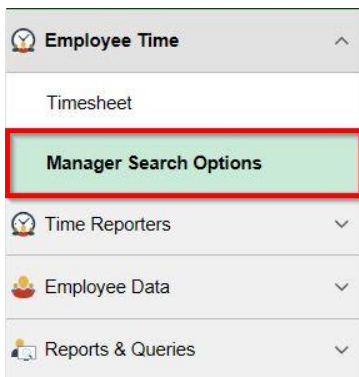 Employee Time
Timesheet
Manager Search Options
Time Reporters
Employee Data
Reports & Queries